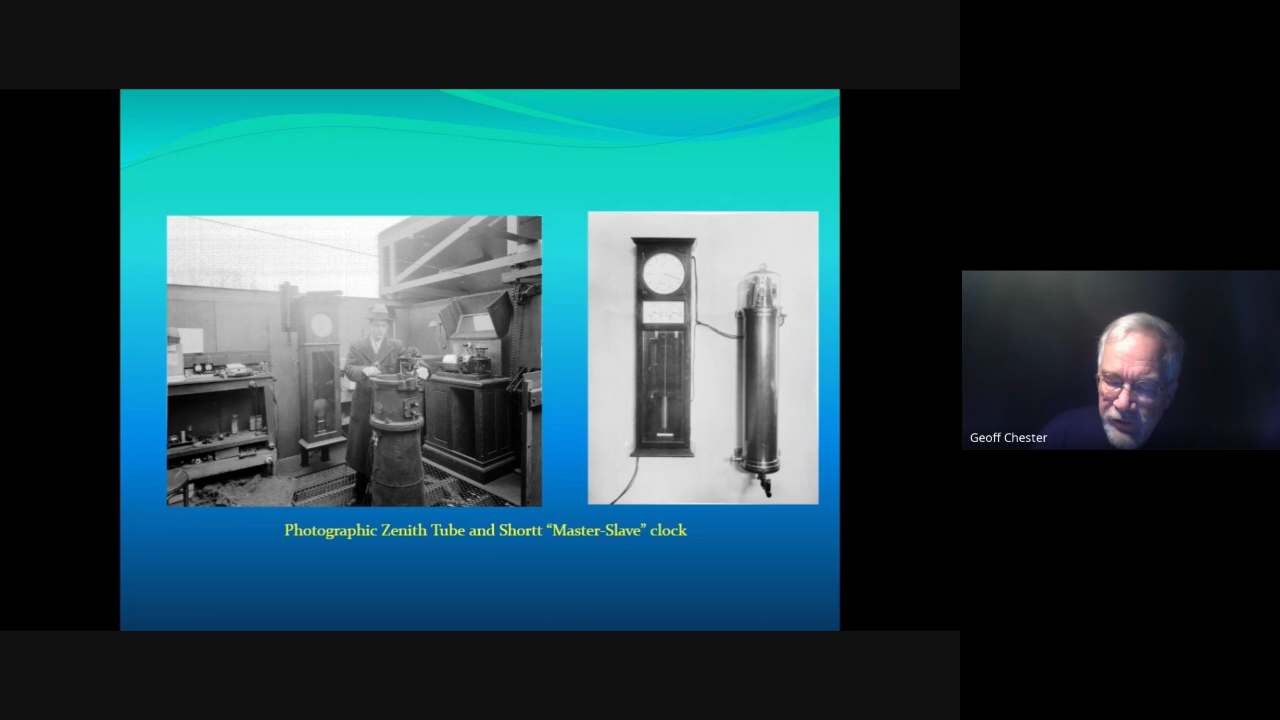 Photographic Zenith Tube and Shortt “Master-Slave” clock
Geoff Chester